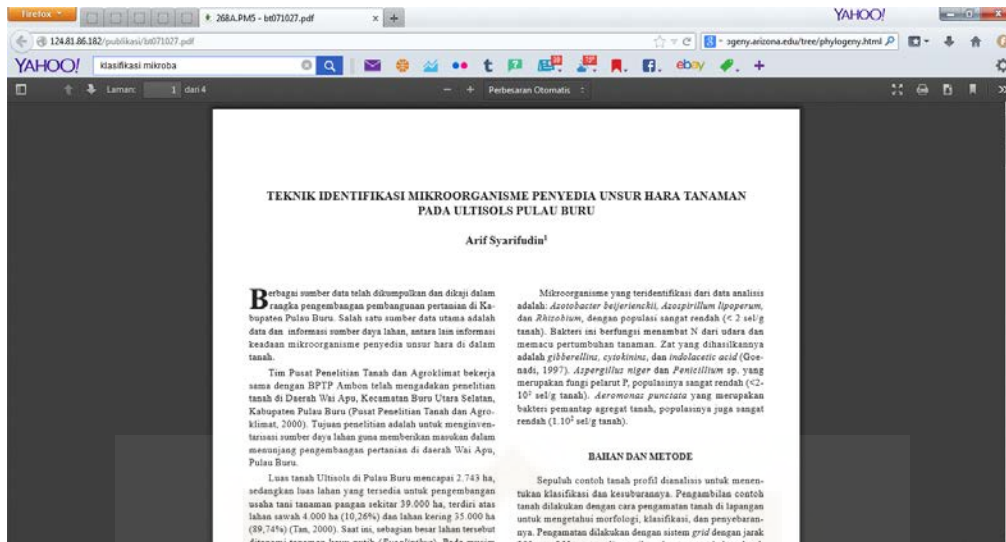 Firefox
268A.PM5 - bt071027.pdf
YAHOO!
124.81.86.182/publikasi/bt071027.pdf
ogeny.arizona.edu/tree/phylogeny.html
YAHOO!
klasifikasi mikroba
ebay
Laman:
1
dari 4
Perbesaran Otomatis
TEKNIK IDENTIFIKASI MIKROORGANISME PENYEDIA UNSUR HARA TANAMAN
PADA ULTISOLS PULAU BURU
Arif Syarifudin¹
Berbagai sumber data telah dikumpulkan dan dikaji dalam
rangka pengembangan pembangunan pertanian di Ka-
bupaten Pulau Buru. Salah satu sumber data utama adalah
data dan informasi sumber daya lahan, antara lain informasi
keadaan mikroorganisme penyedia unsur hara di dalam
tanah.
Tim Pusat Penelitian Tanah dan Agroklimat bekerja
sama dengan BPTP Ambon telah mengadakan penelitian
tanah di Daerah Wai Apu, Kecamatan Buru Utara Selatan,
Kabupaten Pulau Buru (Pusat Penelitian Tanah dan Agro-
klimat, 2000). Tujuan penelitian adalah untuk menginven-
tarisasi sumber daya lahan guna memberikan masukan dalam
menunjang pengembangan pertanian di daerah Wai Apu,
Pulau Buru.
Luas tanah Ultisols di Pulau Buru mencapai 2.743 ha,
sedangkan luas lahan yang tersedia untuk pengembangan
usaha tani tanaman pangan sekitar 39.000 ha, terdiri atas
lahan sawah 4.000 ha (10,26%) dan lahan kering 35.000 ha
(89,74%) (Tan, 2000). Saat ini, sebagian besar lahan tersebut
Mikroorganisme yang teridentifikasi dari data analisis
adalah: Azotobacter beijerienckii, Azospirillum lipoperum,
dan Rhizobium, dengan populasi sangat rendah (< 2 sel/g
tanah). Bakteri ini berfungsi menambat N dari udara dan
memacu pertumbuhan tanaman. Zat yang dihasilkannya
adalah gibberellins, cytokinins, dan indolacetic acid (Goe-
nadi, 1997). Aspergillus niger dan Penicillium sp. yang
merupakan fungi pelarut P, populasinya sangat rendah (<2-
10² sel/g tanah). Aeromonas punctata yang merupakan
bakteri pemantap agregat tanah, populasinya juga sangat
rendah (1.10² sel/g tanah).
BAHAN DAN METODE
Sepuluh contoh tanah profil dianalisis untuk menen-
tukan klasifikasi dan kesuburannya. Pengambilan contoh
tanah dilakukan dengan cara pengamatan tanah di lapangan
untuk mengetahui morfologi, klasifikasi, dan penyebaran-
nya. Pengamatan dilakukan dengan sistem grid dengan jarak